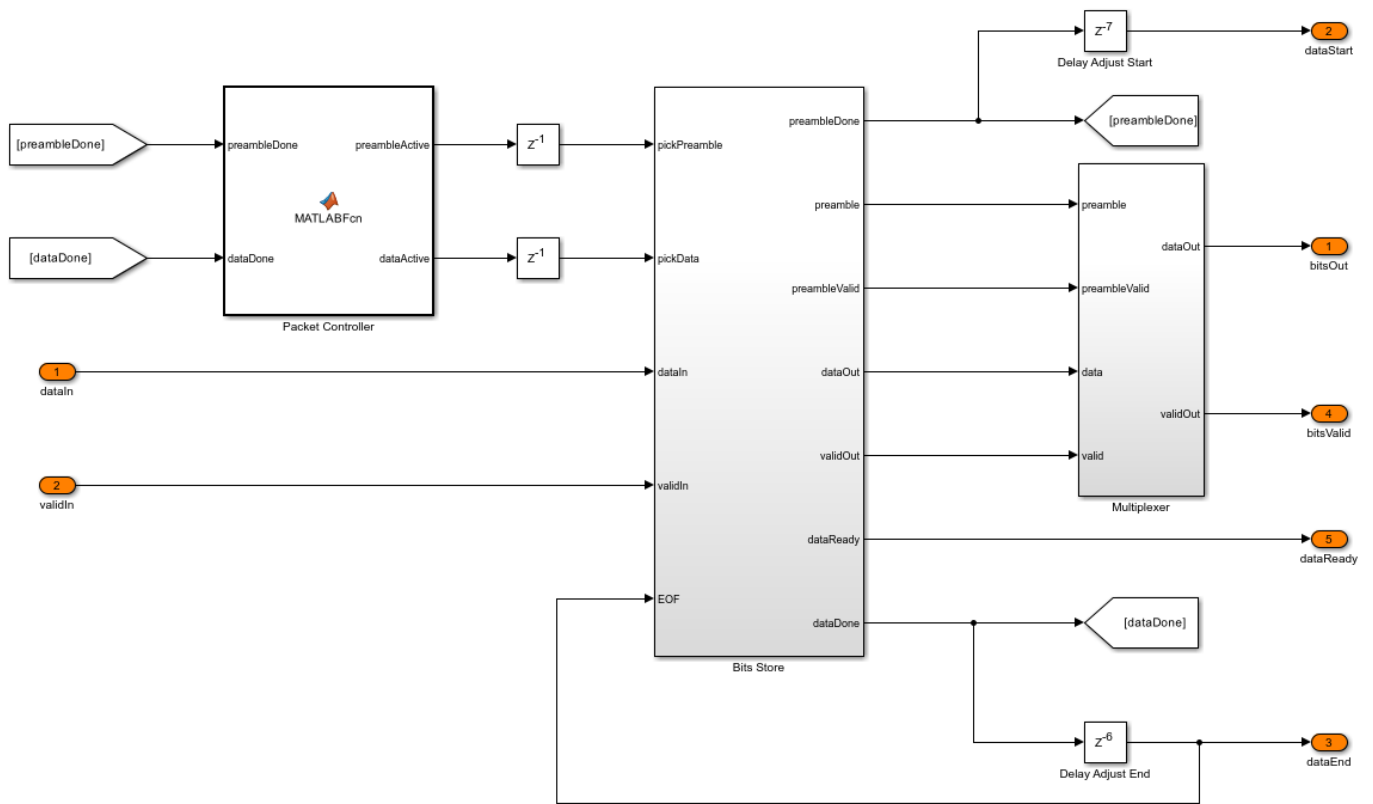 z-7
2
dataStart
Delay Adjust Start
[preambleDone]
preambleDone
preambleActive
z-1
pickPreamble
preambleDone
[preambleDone]
MATLABFcn
preamble
preamble
[dataDone]
dataDone
dataActive
z-1
pickData
dataOut
1
bitsOut
preambleValid
preambleValid
Packet Controller
1
dataIn
dataIn
dataOut
data
validOut
4
bitsValid
2
validIn
validIn
validOut
valid
Multiplexer
dataReady
5
dataReady
EOF
dataDone
[dataDone]
Bits Store
z-6
3
dataEnd
Delay Adjust End